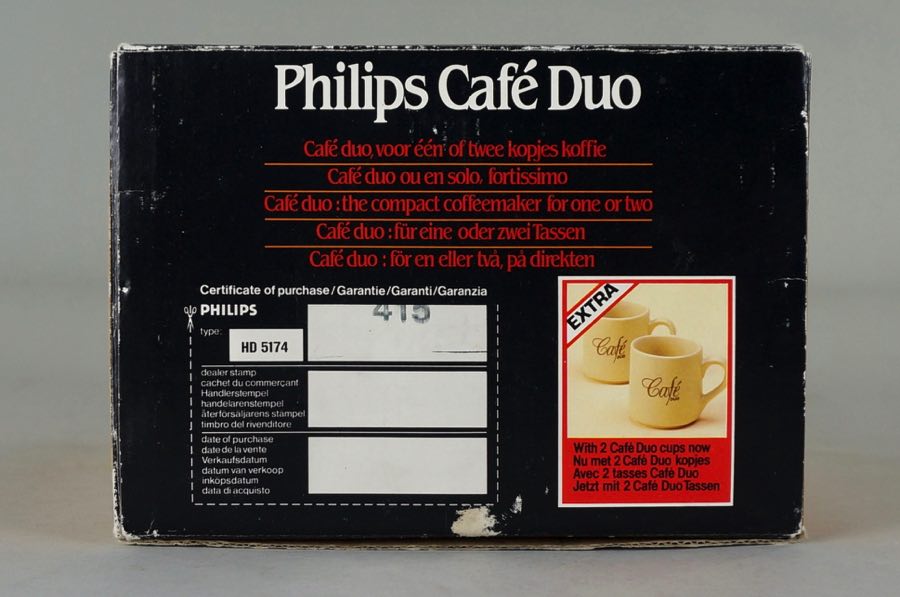 Philips Café Duo
Café duo, voor één of twee kopjes koffie
Café duo ou en solo, fortissimo
Café duo : the compact coffeemaker for one or two
Café duo : für eine oder zwei Tassen
Café duo : för en eller två, på direkten
Certificate of purchase/Garantie/Garanti/Garanzia
PHILIPS
415
type:
HD 5174
dealer stamp
cachet du commerçant
Händlerstempel
handelarenstempel
återförsäljarens stämpel
timbro del rivenditore
date of purchase
date de la vente
Verkaufsdatum
datum van verkoop
inköpsdatum
data di acquisto
EXTRA
Café
DUO
Café
DUO
With 2 Café Duo cups now
Nu met 2 Café Duo kopjes
Avec 2 tasses Café Duo
Jetzt mit 2 Café Duo Tassen